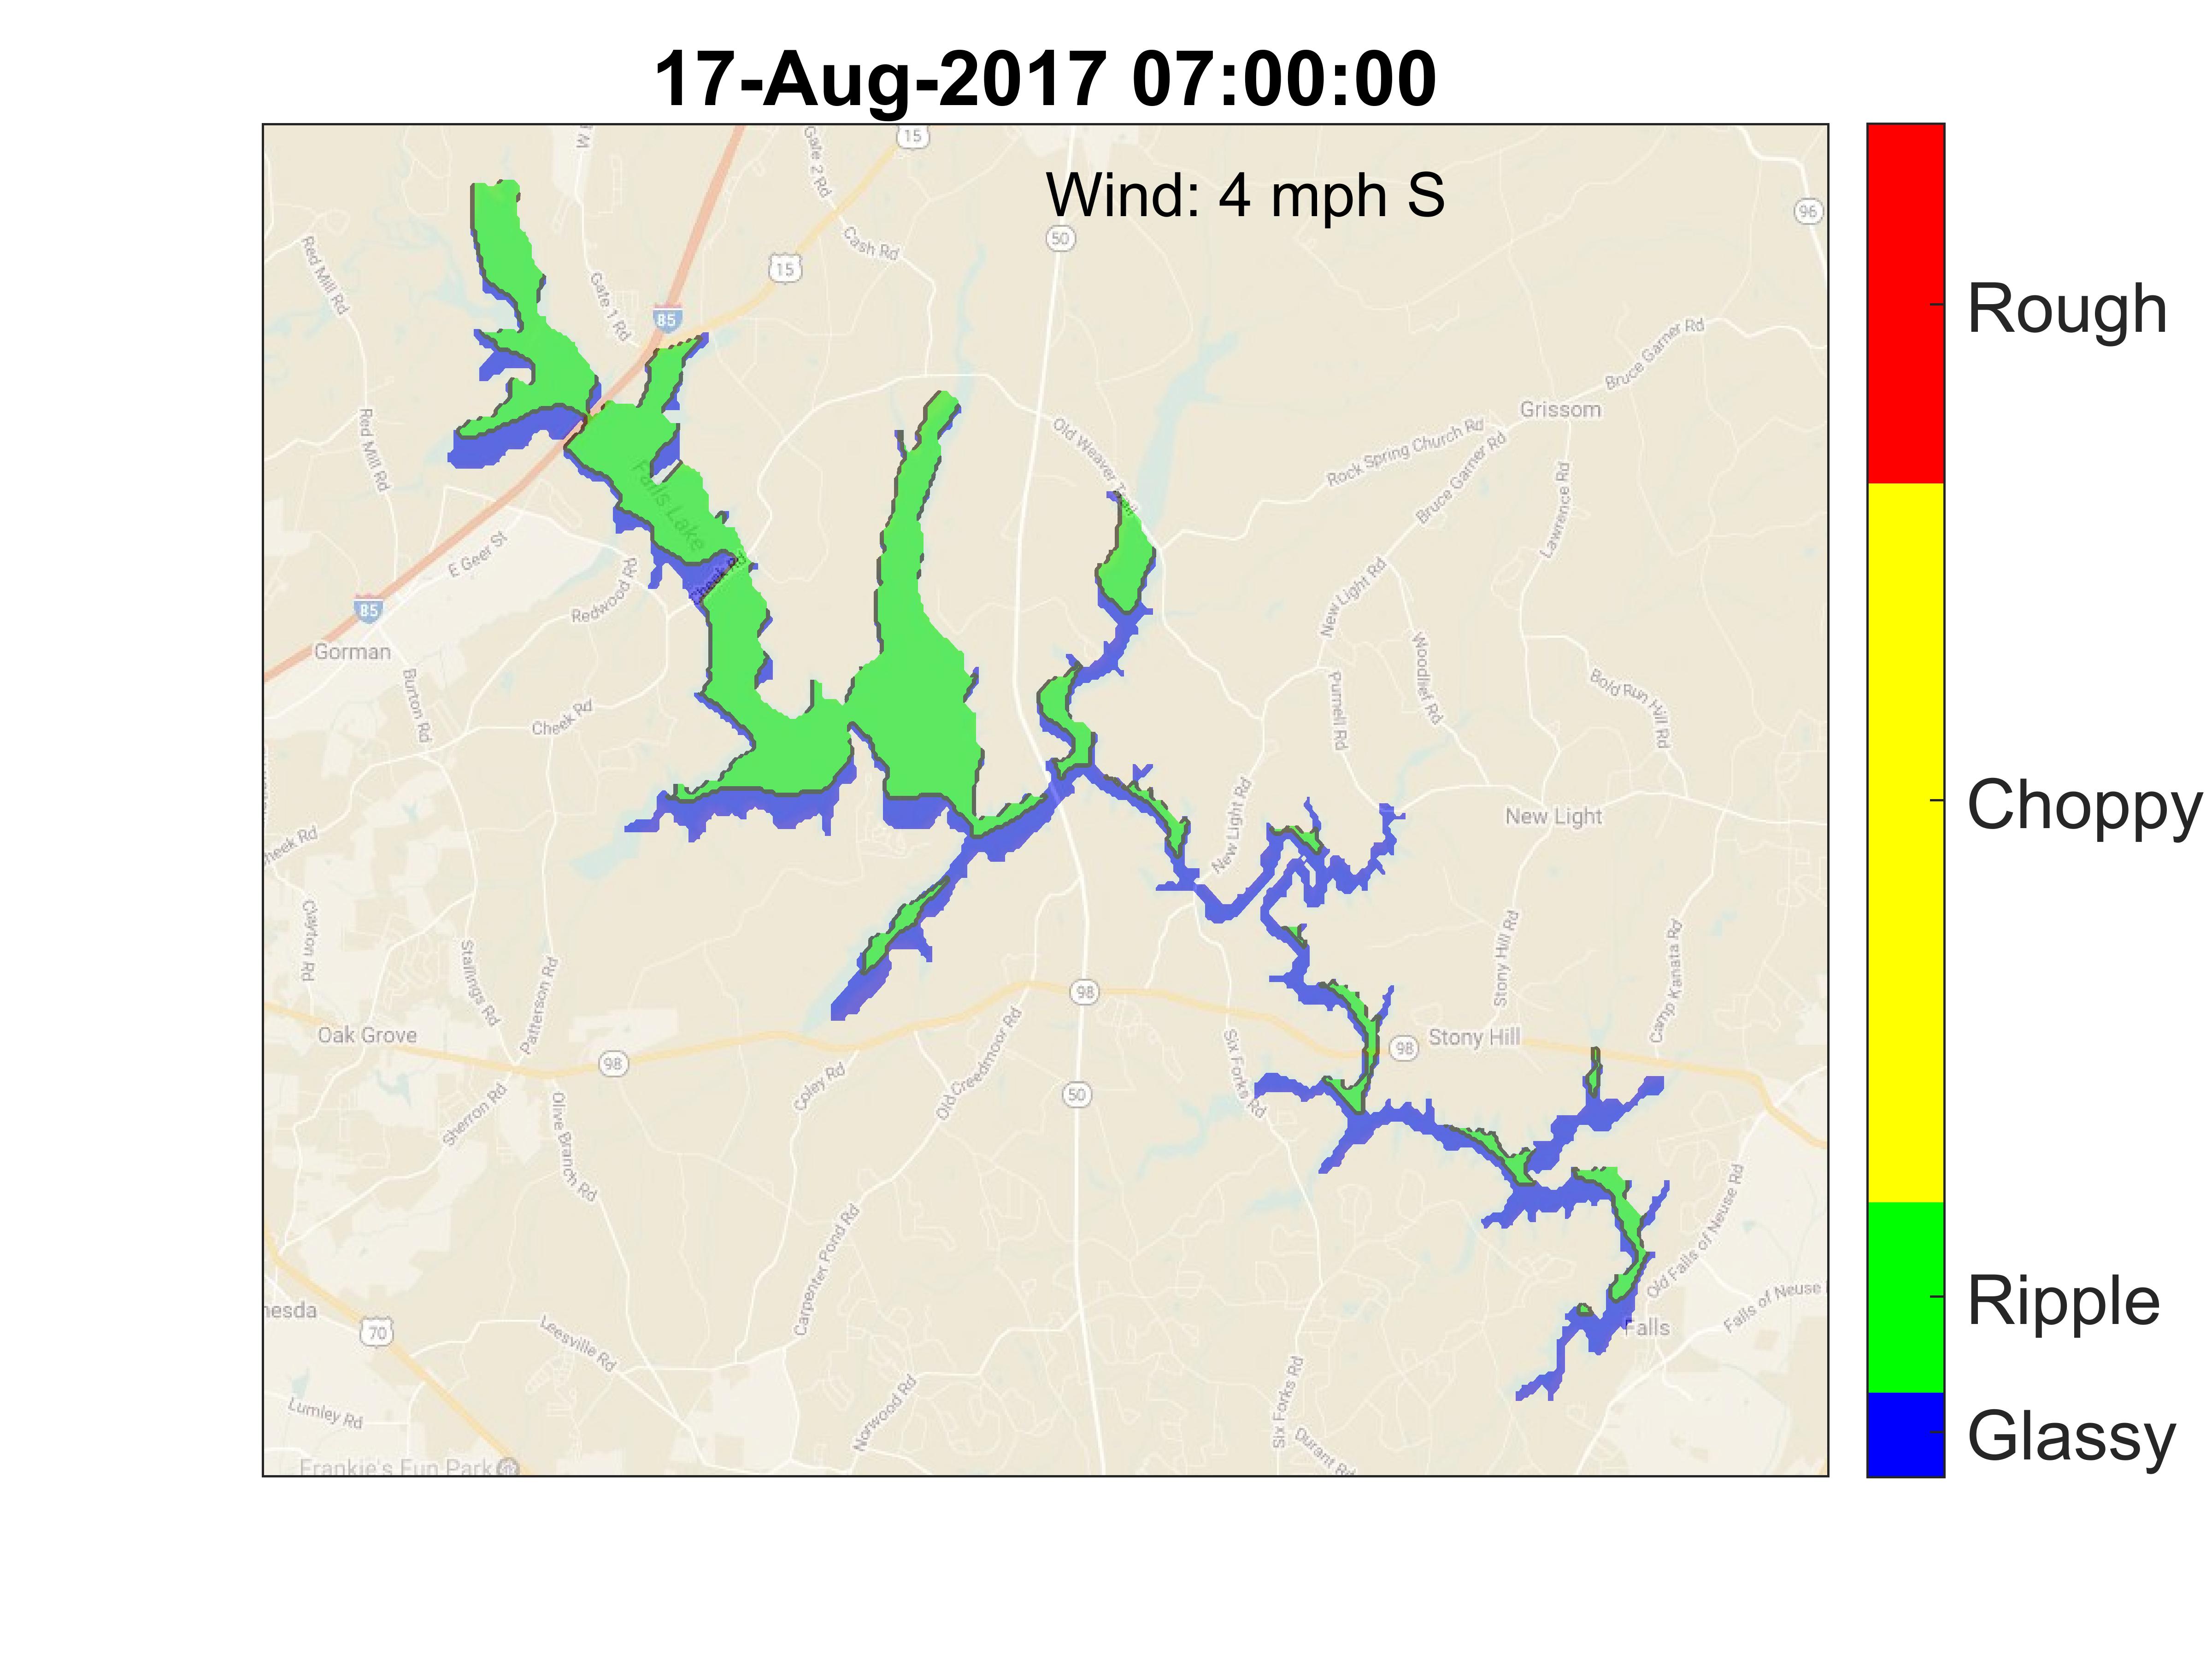 17-Aug-2017 07:00:00
Wind: 4 mph S
15
Gate 2 Rd
Cash Rd
50
96
15
Red Mill Rd
Gate 1 Rd
85
Bruce Garner Rd
Grissom
Red Mill Rd
Old Weaver Trail
Rock Spring Church Rd
Bruce Garner Rd
Lawrence Rd
Falls Lake
E Geer St
Cheek Rd
Redwood Rd
New Light Rd
85
Gorman
Burton Rd
Cheek Rd
Purnell Rd
Woodlief Rd
Bold Run Hill Rd
New Light Rd
New Light
Clayton Rd
Stallings Rd
Patterson Rd
Stony Hill Rd
Camp Kanata Rd
98
Oak Grove
98
98
Stony Hill
Sherron Rd
Olive Branch Rd
Coley Rd
Old Creedmoor Rd
50
Six Forks Rd
Carpenter Pond Rd
Old Falls of Neuse Rd
Falls of Neuse
70
Leesville Rd
Falls
Lumley Rd
Norwood Rd
Six Forks Rd
Durant Rd
Frankie's Fun Park
Rough
Choppy
Ripple
Glassy